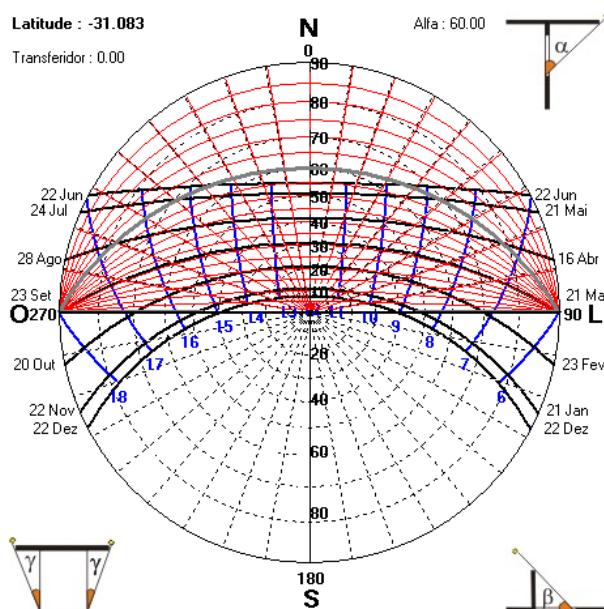 Latitude : -31.083
Alfa : 60.00
Transferidor : 0.00
α
N
0
90
80
70
60
50
40
30
20
10
22 Jun
22 Jun
24 Jul
21 Mai
28 Ago
16 Abr
23 Set
21 Ma
O 270
90 L
18 17 16 15 14 13 11 10 9 8 7 6
20
40
60
80
20 Out
23 Fev
22 Nov
21 Jan
22 Dez
22 Dez
γ γ
180
S
β